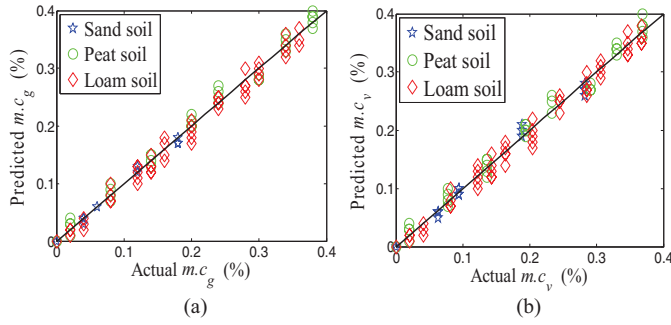 0.4
0.3
0.2
0.1
0
Predicted m.c_g (%)
Sand soil
Peat soil
Loam soil
0 0.1 0.2 0.3 0.4
Actual m.c_g (%)
(a)
0.4
0.3
0.2
0.1
0
Predicted m.c_v (%)
Sand soil
Peat soil
Loam soil
0 0.1 0.2 0.3 0.4
Actual m.c_v (%)
(b)